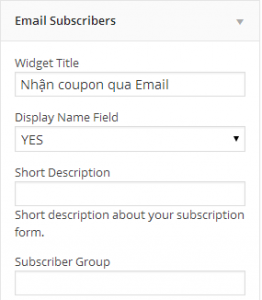 Email Subscribers
Widget Title
Nhận coupon qua Email
Display Name Field
YES
Short Description
Short description about your subscription
form.
Subscriber Group